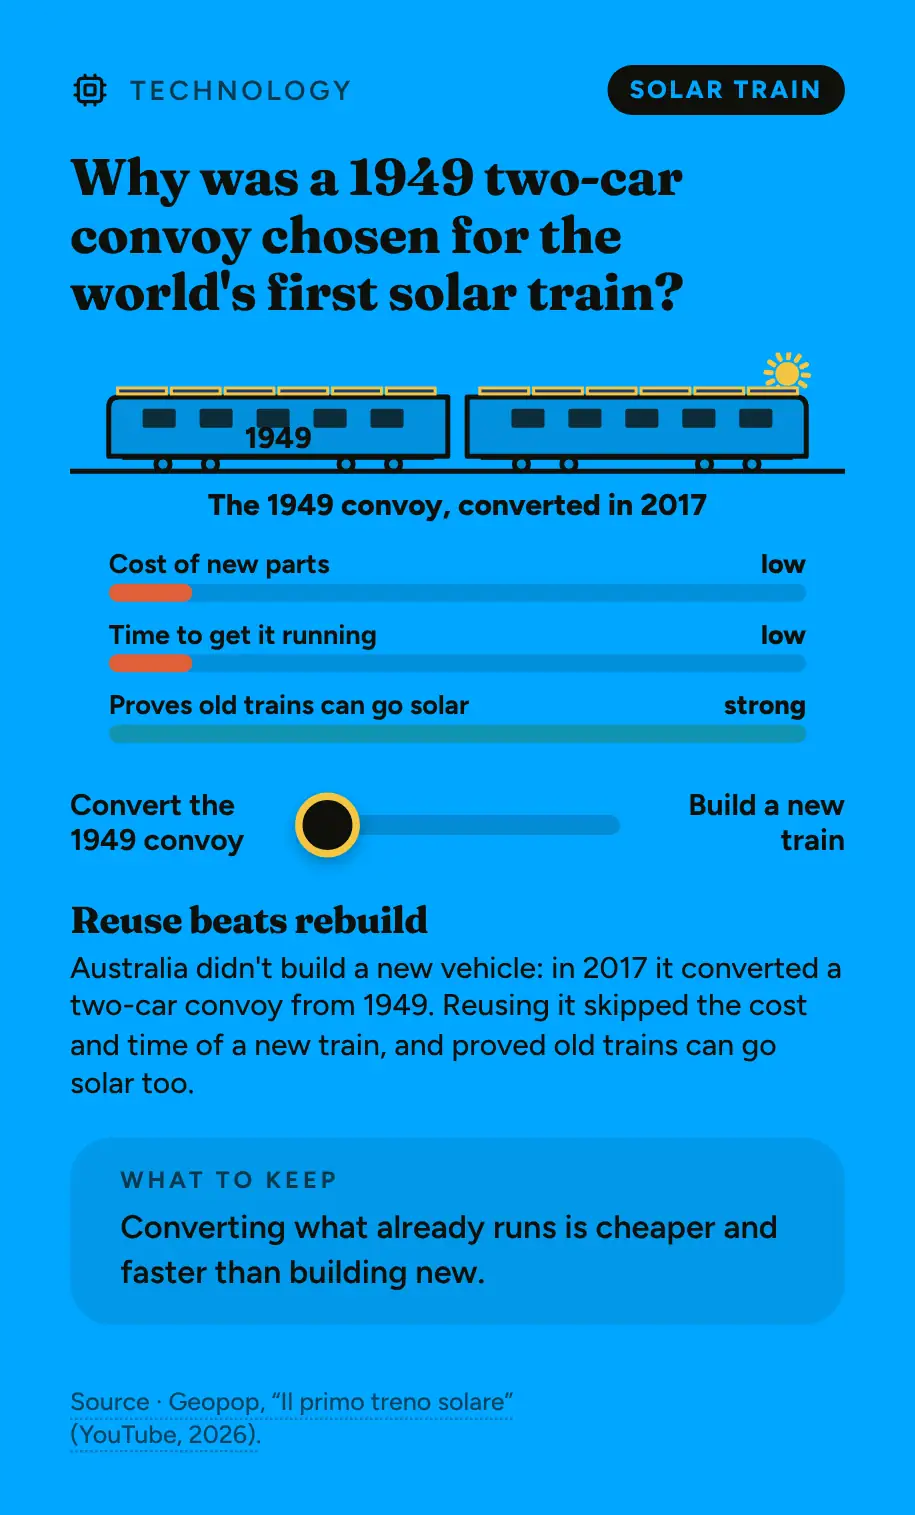 TECHNOLOGY
SOLAR TRAIN
Why was a 1949 two-car
convoy chosen for the
world's first solar train?
1949
The 1949 convoy, converted in 2017
Cost of new parts low
Time to get it running low
Proves old trains can go solar strong
Convert the
1949 convoy
Build a new
train
Reuse beats rebuild
Australia didn't build a new vehicle: in 2017 it converted a
two-car convoy from 1949. Reusing it skipped the cost
and time of a new train, and proved old trains can go
solar too.
WHAT TO KEEP
Converting what already runs is cheaper and
faster than building new.
Source · Geopop, “Il primo treno solare”
(YouTube, 2026).